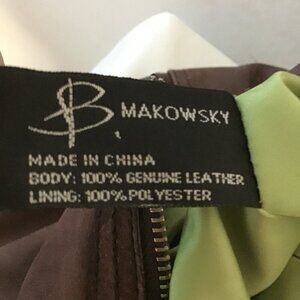 B. MAKOWSKY
MADE IN CHINA
BODY: 100% GENUINE LEATHER
LINING: 100% POLYESTER